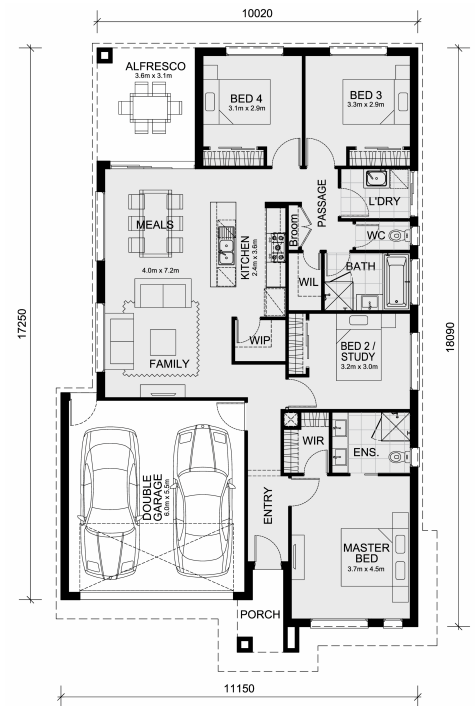 10020
ALFRESCO
3.6m x 3.1m
BED 4
3.1m x 2.9m
BED 3
3.3m x 2.9m
PASSAGE
L'DRY
MEALS
KITCHEN
2.4m x 3.6m
Broom
WC
4.0m x 7.2m
WIL
BATH
17250
18090
WIP
FAMILY
BED 2 /
STUDY
3.2m x 3.0m
WIR
ENS.
DOUBLE
GARAGE
6.0m x 5.5m
ENTRY
MASTER
BED
3.7m x 4.5m
PORCH
11150